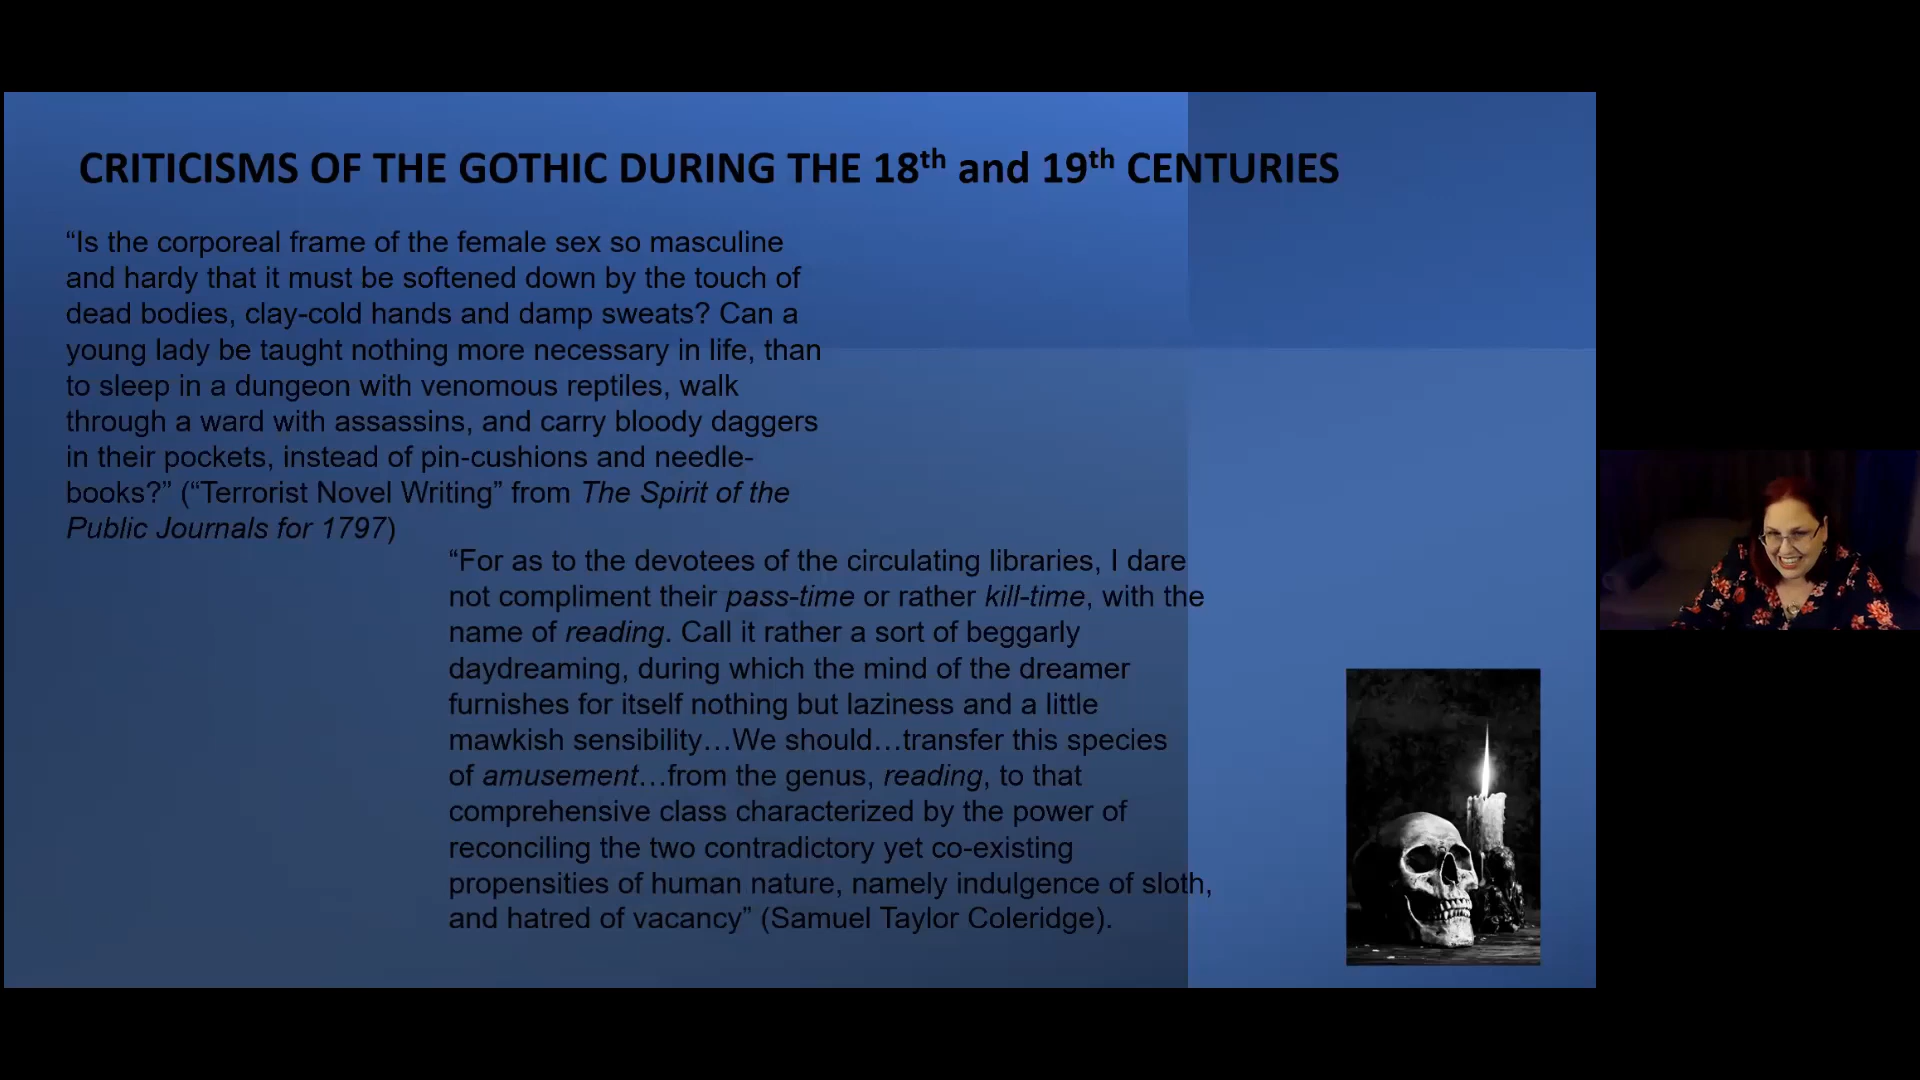 CRITICISMS OF THE GOTHIC DURING THE 18th and 19th CENTURIES
“Is the corporeal frame of the female sex so masculine
and hardy that it must be softened down by the touch of
dead bodies, clay-cold hands and damp sweats? Can a
young lady be taught nothing more necessary in life, than
to sleep in a dungeon with venomous reptiles, walk
through a ward with assassins, and carry bloody daggers
in their pockets, instead of pin-cushions and needle-
books?” (“Terrorist Novel Writing” from The Spirit of the
Public Journals for 1797)
“For as to the devotees of the circulating libraries, I dare
not compliment their pass-time or rather kill-time, with the
name of reading. Call it rather a sort of beggarly
daydreaming, during which the mind of the dreamer
furnishes for itself nothing but laziness and a little
mawkish sensibility…We should…transfer this species
of amusement…from the genus, reading, to that
comprehensive class characterized by the power of
reconciling the two contradictory yet co-existing
propensities of human nature, namely indulgence of sloth,
and hatred of vacancy” (Samuel Taylor Coleridge).